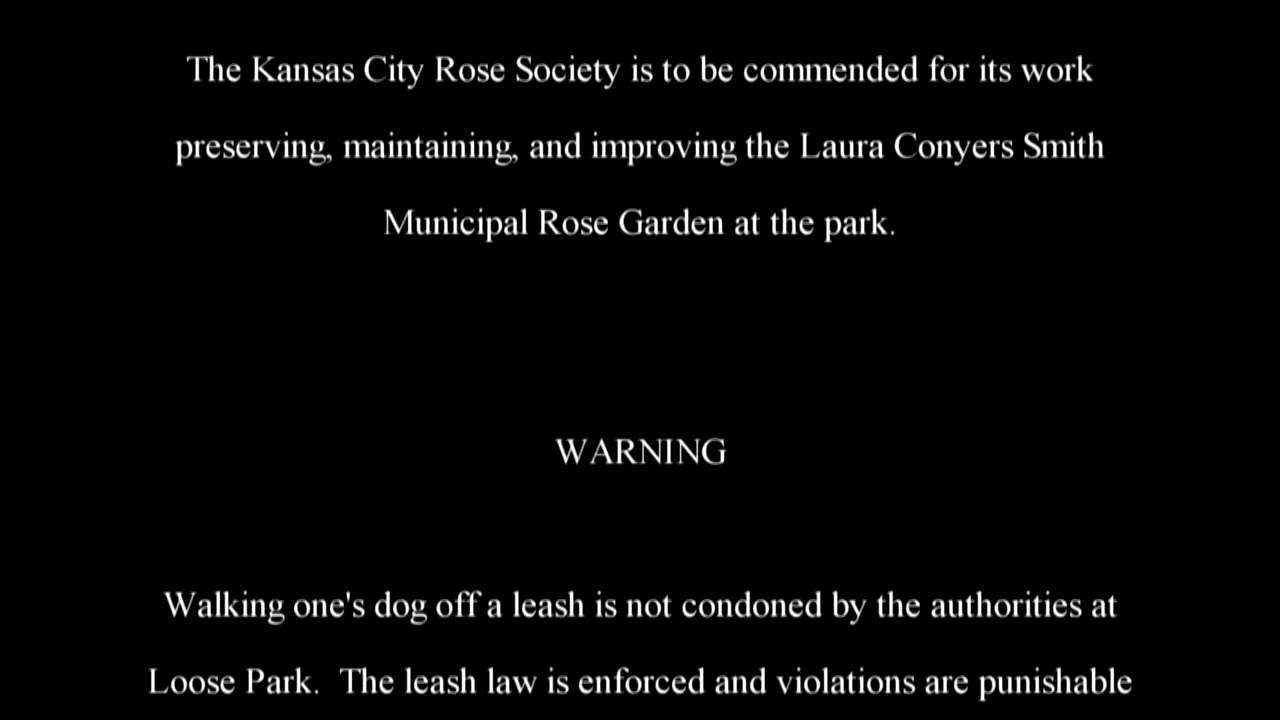 The Kansas City Rose Society is to be commended for its work
preserving, maintaining, and improving the Laura Conyers Smith
Municipal Rose Garden at the park.
WARNING
Walking one's dog off a leash is not condoned by the authorities at
Loose Park.  The leash law is enforced and violations are punishable